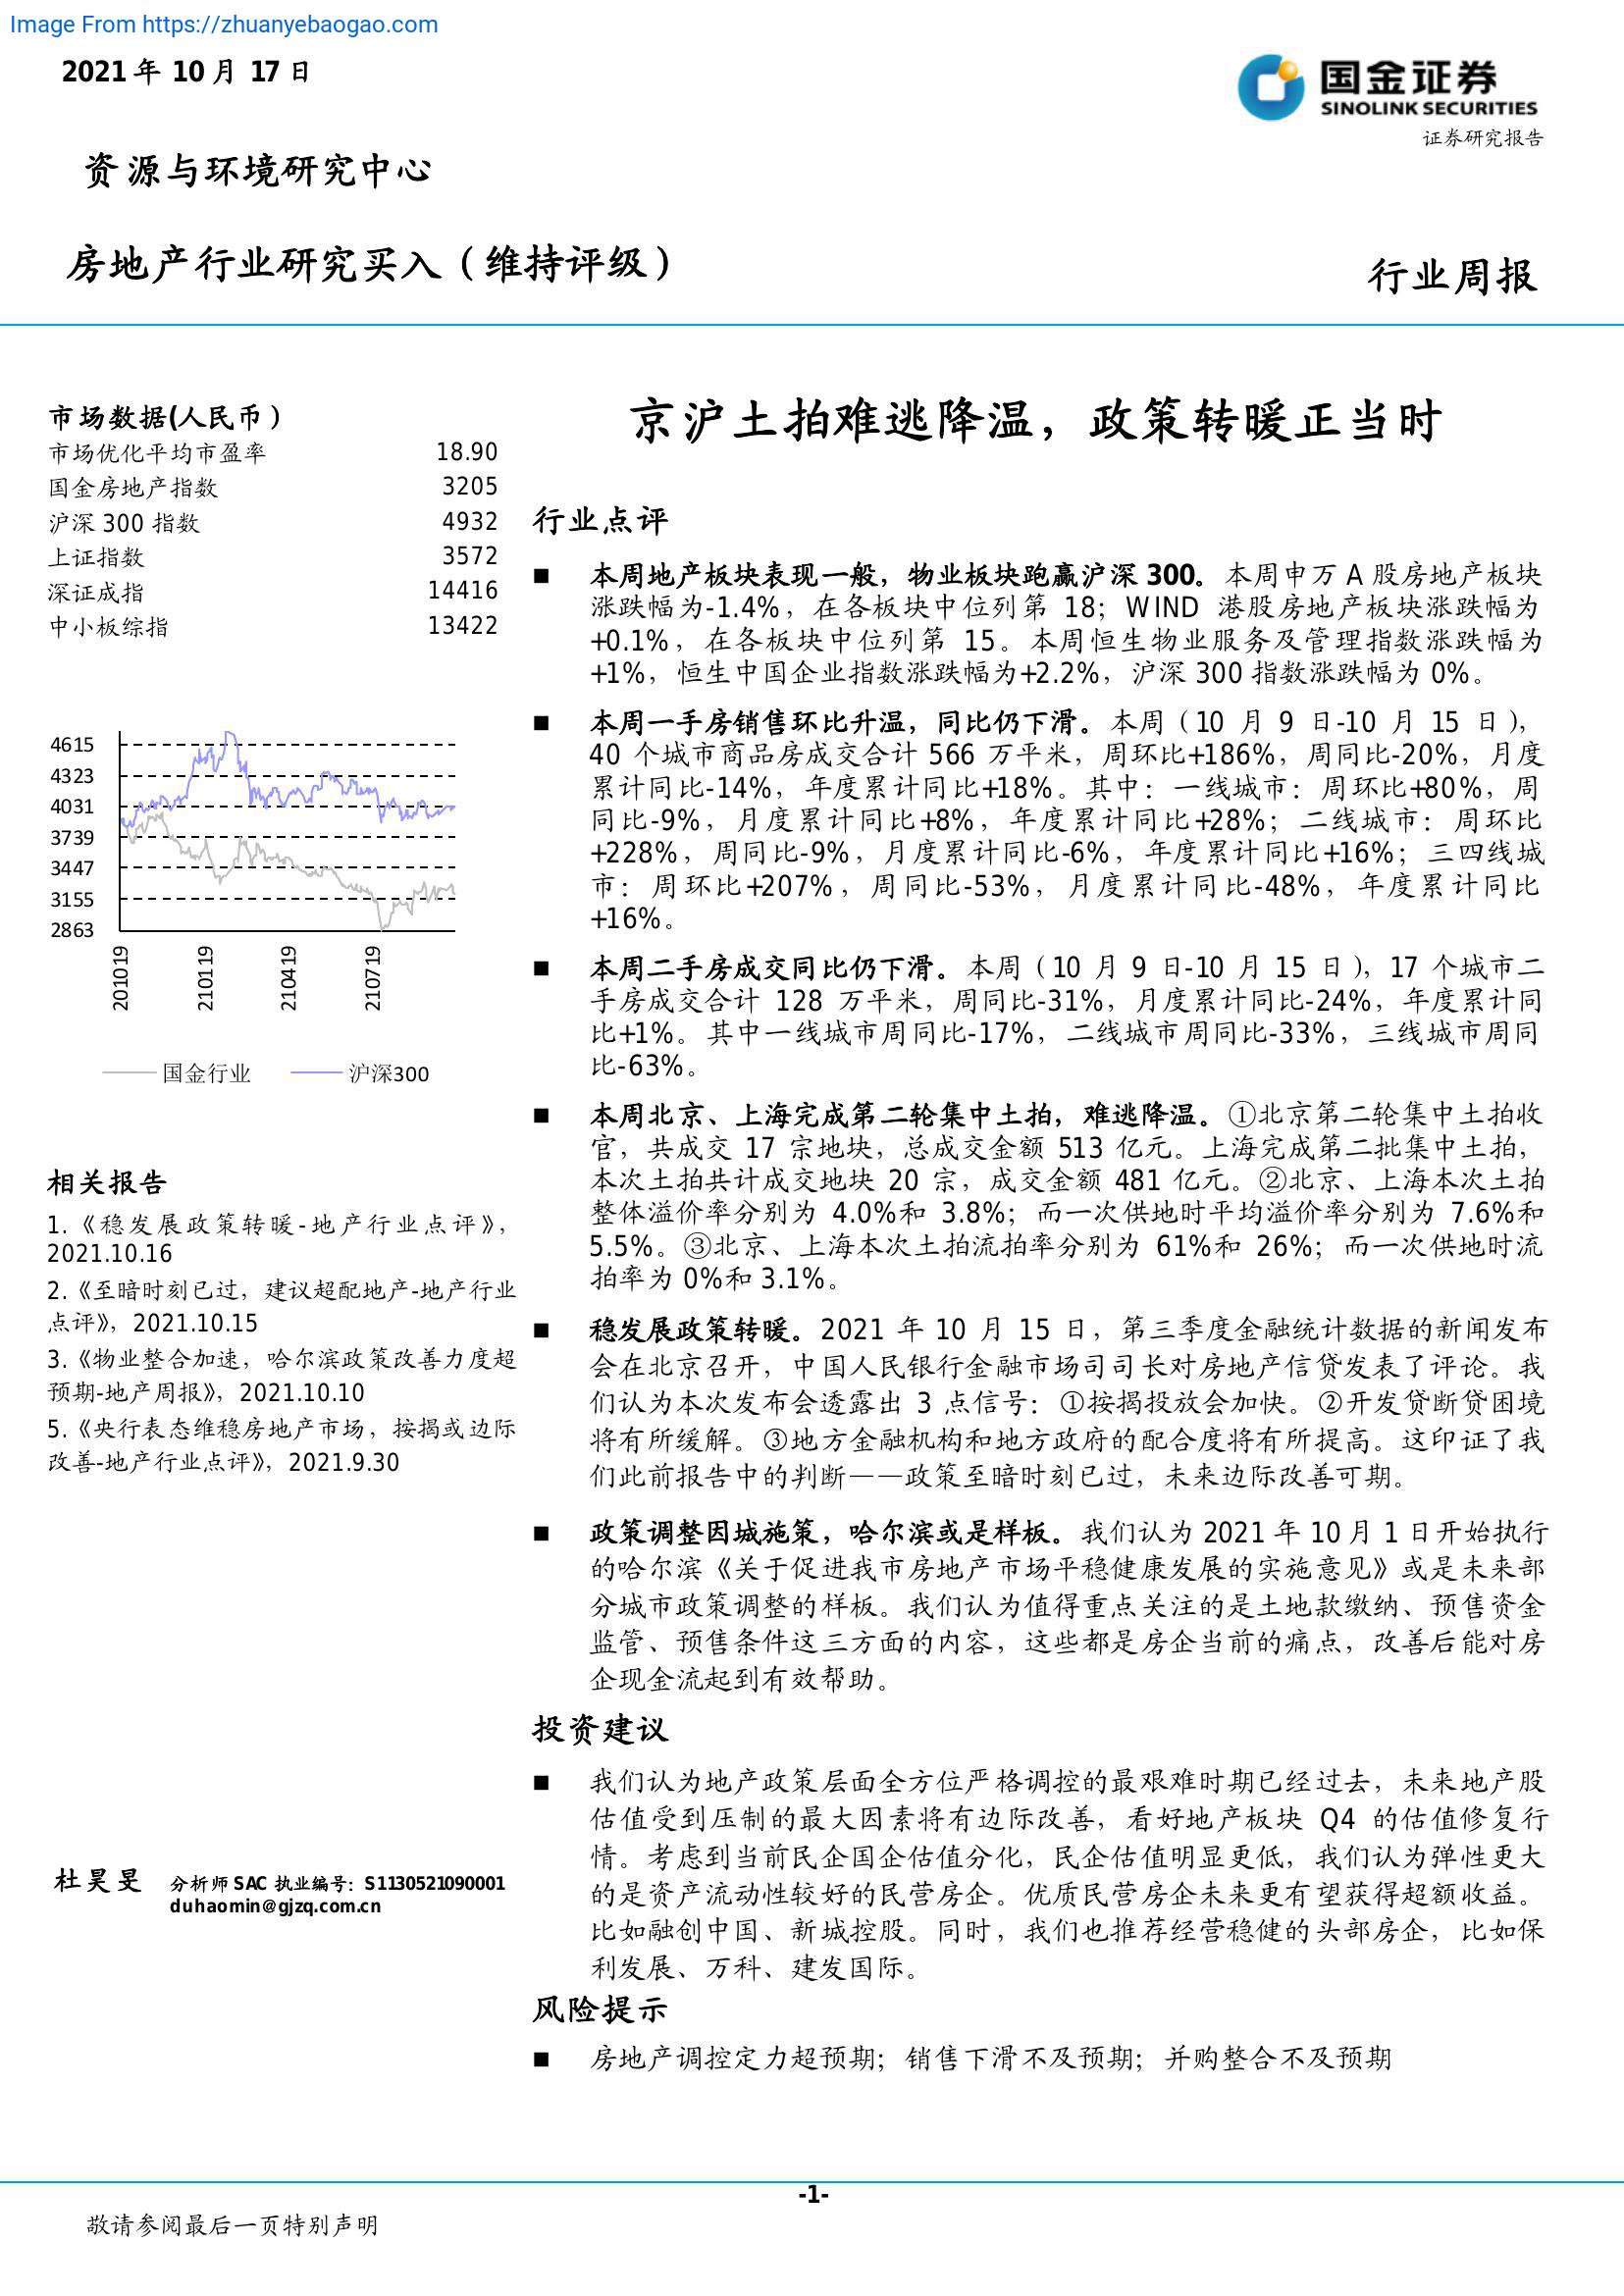 Image From https://zhuanyebaogao.com
2021 年 10 月 17 日
国金证券
SINOLINK SECURITIES
证券研究报告
资源与环境研究中心
房地产行业研究买入（维持评级）
行业周报
市场数据(人民币）
市场优化平均市盈率 18.90
国金房地产指数 3205
沪深 300 指数 4932
上证指数 3572
深证成指 14416
中小板综指 13422
4615
4323
4031
3739
3447
3155
2863
201019
210119
210419
210719
国金行业 沪深300
相关报告
1.《稳发展政策转暖-地产行业点评》，
2021.10.16
2.《至暗时刻已过，建议超配地产-地产行业
点评》，2021.10.15
3.《物业整合加速，哈尔滨政策改善力度超
预期-地产周报》，2021.10.10
5.《央行表态维稳房地产市场，按揭或边际
改善-地产行业点评》，2021.9.30
杜昊旻 分析师 SAC 执业编号：S1130521090001
duhaomin@gjzq.com.cn
京沪土拍难逃降温，政策转暖正当时
行业点评
■ 本周地产板块表现一般，物业板块跑赢沪深 300。本周申万 A 股房地产板块
涨跌幅为-1.4%，在各板块中位列第 18；WIND 港股房地产板块涨跌幅为
+0.1%，在各板块中位列第 15。本周恒生物业服务及管理指数涨跌幅为
+1%，恒生中国企业指数涨跌幅为+2.2%，沪深 300 指数涨跌幅为 0%。
■ 本周一手房销售环比升温，同比仍下滑。本周（10 月 9 日-10 月 15 日），
40 个城市商品房成交合计 566 万平米，周环比+186%，周同比-20%，月度
累计同比-14%，年度累计同比+18%。其中：一线城市：周环比+80%，周
同比-9%，月度累计同比+8%，年度累计同比+28%；二线城市：周环比
+228%，周同比-9%，月度累计同比-6%，年度累计同比+16%；三四线城
市：周环比+207%，周同比-53%，月度累计同比-48%，年度累计同比
+16%。
■ 本周二手房成交同比仍下滑。本周（10 月 9 日-10 月 15 日），17 个城市二
手房成交合计 128 万平米，周同比-31%，月度累计同比-24%，年度累计同
比+1%。其中一线城市周同比-17%，二线城市周同比-33%，三线城市周同
比-63%。
■ 本周北京、上海完成第二轮集中土拍，难逃降温。①北京第二轮集中土拍收
官，共成交 17 宗地块，总成交金额 513 亿元。上海完成第二批集中土拍，
本次土拍共计成交地块 20 宗，成交金额 481 亿元。②北京、上海本次土拍
整体溢价率分别为 4.0%和 3.8%；而一次供地时平均溢价率分别为 7.6%和
5.5%。③北京、上海本次土拍流拍率分别为 61%和 26%；而一次供地时流
拍率为 0%和 3.1%。
■ 稳发展政策转暖。2021 年 10 月 15 日，第三季度金融统计数据的新闻发布
会在北京召开，中国人民银行金融市场司司长对房地产信贷发表了评论。我
们认为本次发布会透露出 3 点信号：①按揭投放会加快。②开发贷断贷困境
将有所缓解。③地方金融机构和地方政府的配合度将有所提高。这印证了我
们此前报告中的判断——政策至暗时刻已过，未来边际改善可期。
■ 政策调整因城施策，哈尔滨或是样板。我们认为 2021 年 10 月 1 日开始执行
的哈尔滨《关于促进我市房地产市场平稳健康发展的实施意见》或是未来部
分城市政策调整的样板。我们认为值得重点关注的是土地款缴纳、预售资金
监管、预售条件这三方面的内容，这些都是房企当前的痛点，改善后能对房
企现金流起到有效帮助。
投资建议
■ 我们认为地产政策层面全方位严格调控的最艰难时期已经过去，未来地产股
估值受到压制的最大因素将有边际改善，看好地产板块 Q4 的估值修复行
情。考虑到当前民企国企估值分化，民企估值明显更低，我们认为弹性更大
的是资产流动性较好的民营房企。优质民营房企未来更有望获得超额收益。
比如融创中国、新城控股。同时，我们也推荐经营稳健的头部房企，比如保
利发展、万科、建发国际。
风险提示
■ 房地产调控定力超预期；销售下滑不及预期；并购整合不及预期
-1-
敬请参阅最后一页特别声明